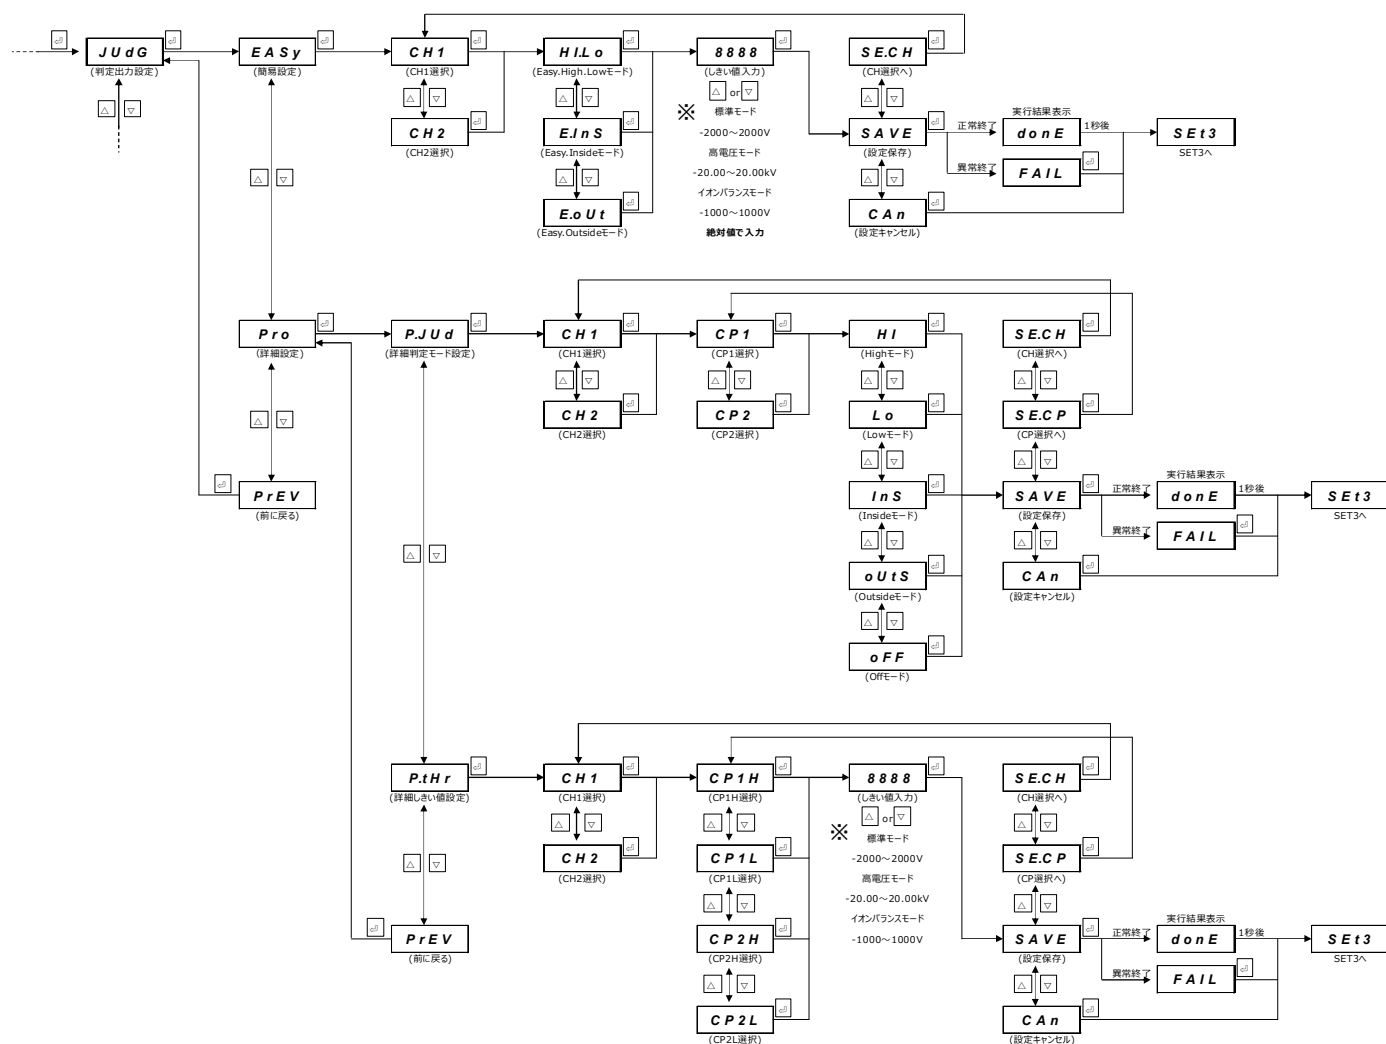 JUdG
(判定出力設定)
△ ▽
EASy
(簡易設定)
△ ▽
CH1
(CH1選択)
△ ▽
CH2
(CH2選択)
HI.Lo
(Easy.High.Lowモード)
△ ▽
E.InS
(Easy.Insideモード)
△ ▽
E.oUt
(Easy.Outsideモード)
8888
(しきい値入力)
△ or ▽
※ 標準モード
-2000～2000V
高電圧モード
-20.00～20.00kV
イオンバランスモード
-1000～1000V
絶対値で入力
SE.CH
(CH選択へ)
△ ▽
SAVE
(設定保存)
△ ▽
CAn
(設定キャンセル)
正常終了
異常終了
実行結果表示
donE
FAIL
1秒後
SEt3
SET3へ
Pro
(詳細設定)
△ ▽
PrEV
(前に戻る)
P.JUd
(詳細判定モード設定)
△ ▽
CH1
(CH1選択)
△ ▽
CH2
(CH2選択)
CP1
(CP1選択)
△ ▽
CP2
(CP2選択)
HI
(Highモード)
△ ▽
Lo
(Lowモード)
△ ▽
InS
(Insideモード)
△ ▽
oUtS
(Outsideモード)
△ ▽
oFF
(Offモード)
SE.CH
(CH選択へ)
△ ▽
SE.CP
(CP選択へ)
△ ▽
SAVE
(設定保存)
△ ▽
CAn
(設定キャンセル)
正常終了
異常終了
実行結果表示
donE
FAIL
1秒後
SEt3
SET3へ
P.tHr
(詳細しきい値設定)
△ ▽
PrEV
(前に戻る)
CH1
(CH1選択)
△ ▽
CH2
(CH2選択)
CP1H
(CP1H選択)
△ ▽
CP1L
(CP1L選択)
△ ▽
CP2H
(CP2H選択)
△ ▽
CP2L
(CP2L選択)
8888
(しきい値入力)
△ or ▽
※ 標準モード
-2000～2000V
高電圧モード
-20.00～20.00kV
イオンバランスモード
-1000～1000V
SE.CH
(CH選択へ)
△ ▽
SE.CP
(CP選択へ)
△ ▽
SAVE
(設定保存)
△ ▽
CAn
(設定キャンセル)
正常終了
異常終了
実行結果表示
donE
FAIL
1秒後
SEt3
SET3へ